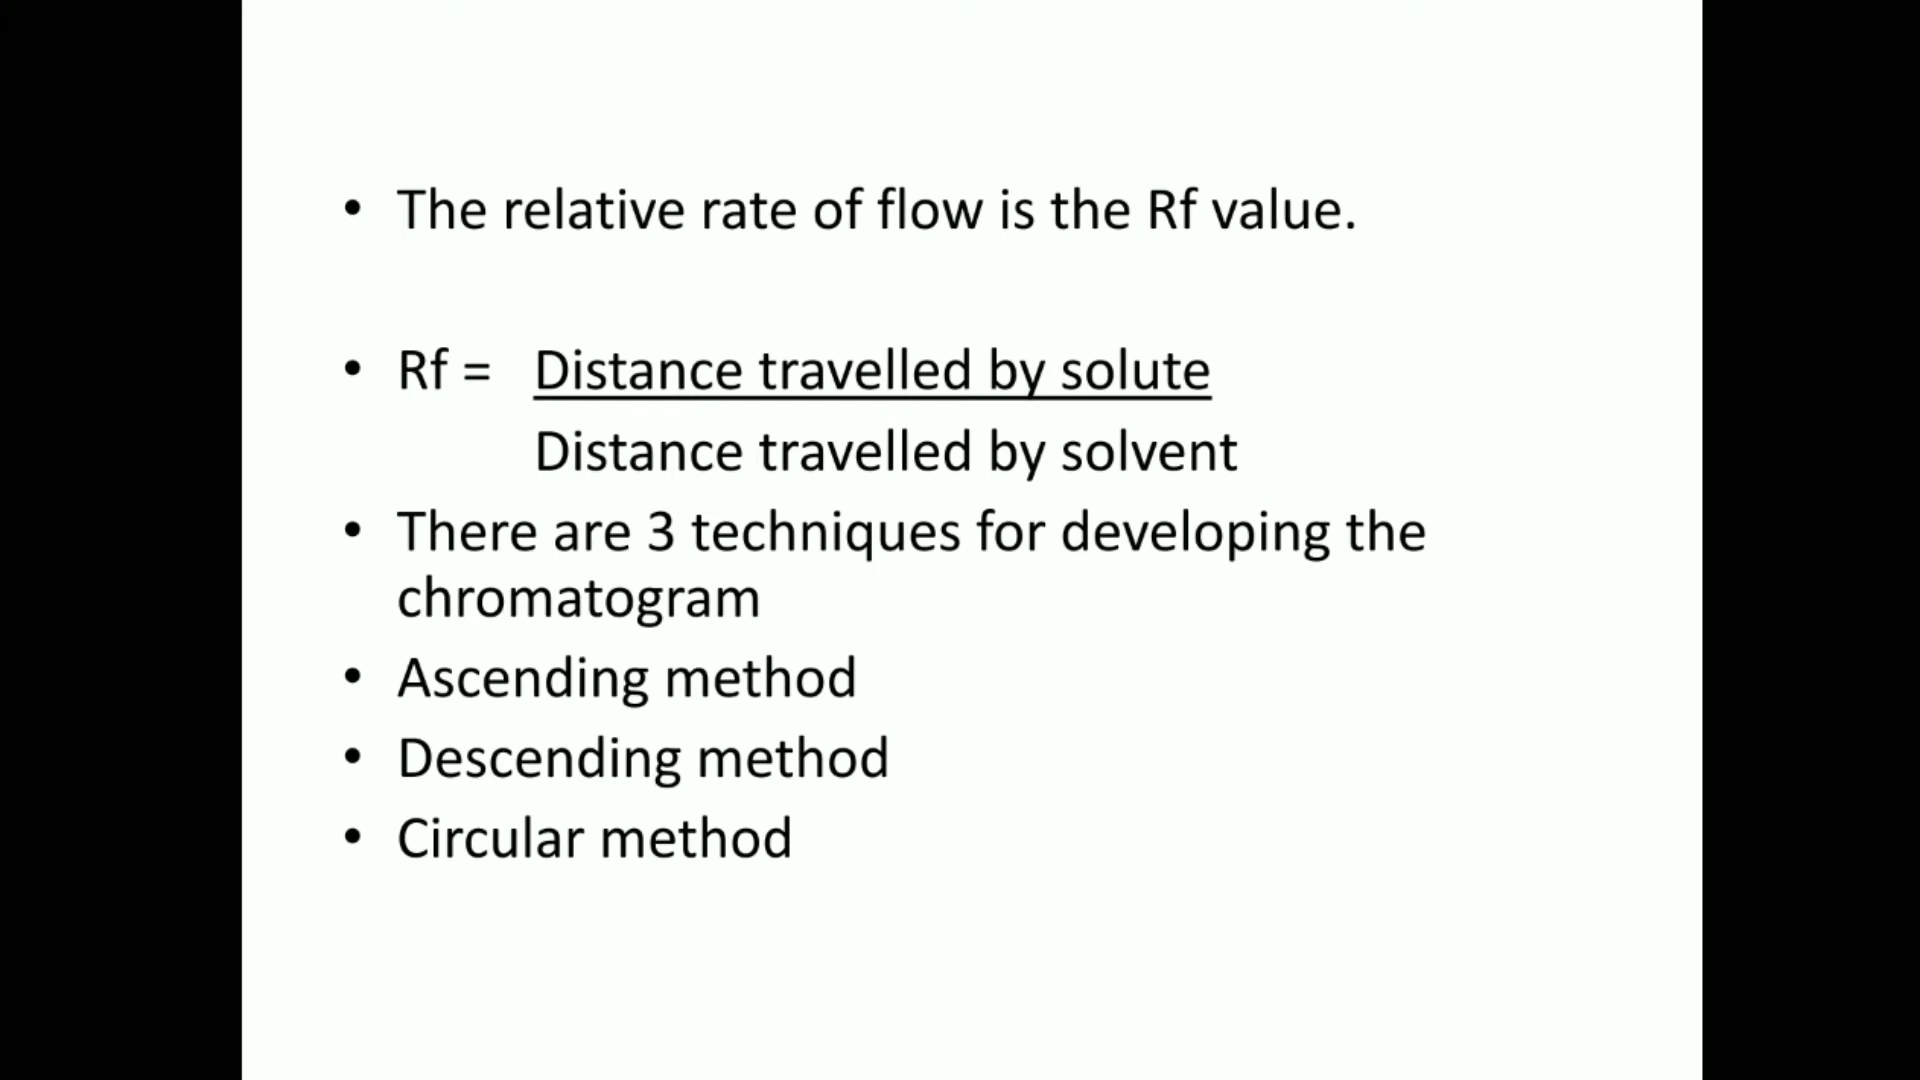 • The relative rate of flow is the Rf value.
• Rf = Distance travelled by solute
Distance travelled by solvent
• There are 3 techniques for developing the
chromatogram
• Ascending method
• Descending method
• Circular method